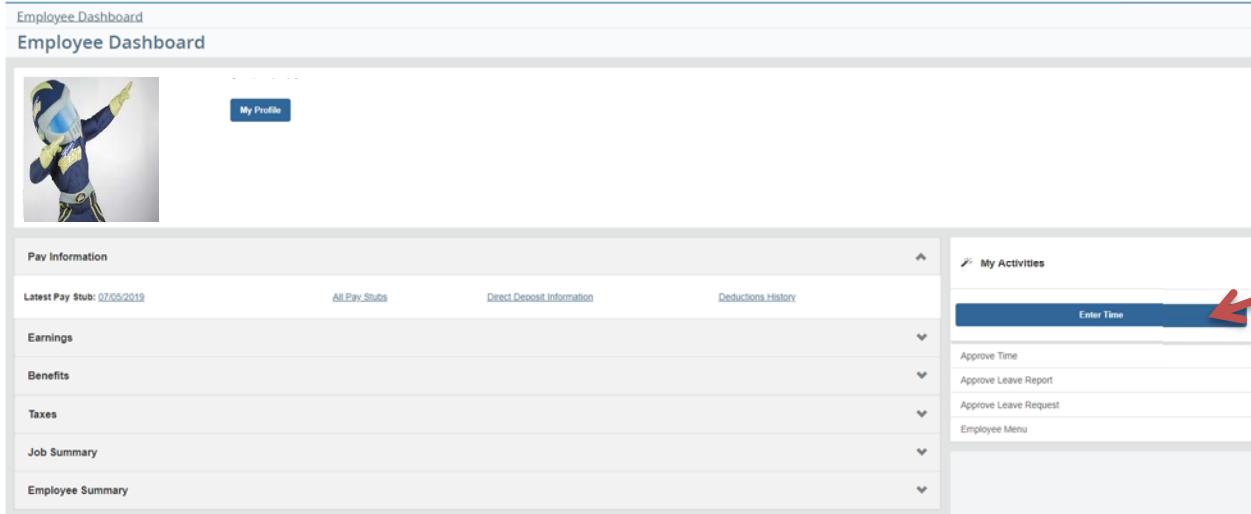 Employee Dashboard
Employee Dashboard
My Profile
Pay Information
Latest Pay Stub: 07/05/2019 All Pay Stubs Direct Deposit Information Deductions History
Earnings
Benefits
Taxes
Job Summary
Employee Summary
My Activities
Enter Time
Approve Time
Approve Leave Report
Approve Leave Request
Employee Menu